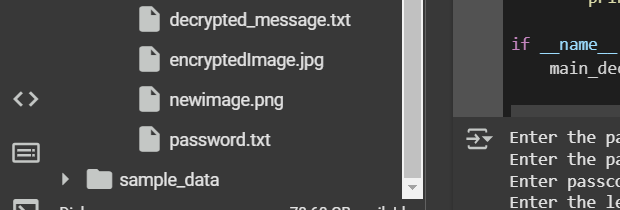 decrypted_message.txt
encryptedImage.jpg
newimage.png
password.txt
sample_data
if __name__
main_dec
Enter the pa
Enter the pa
Enter passco
Enter the le